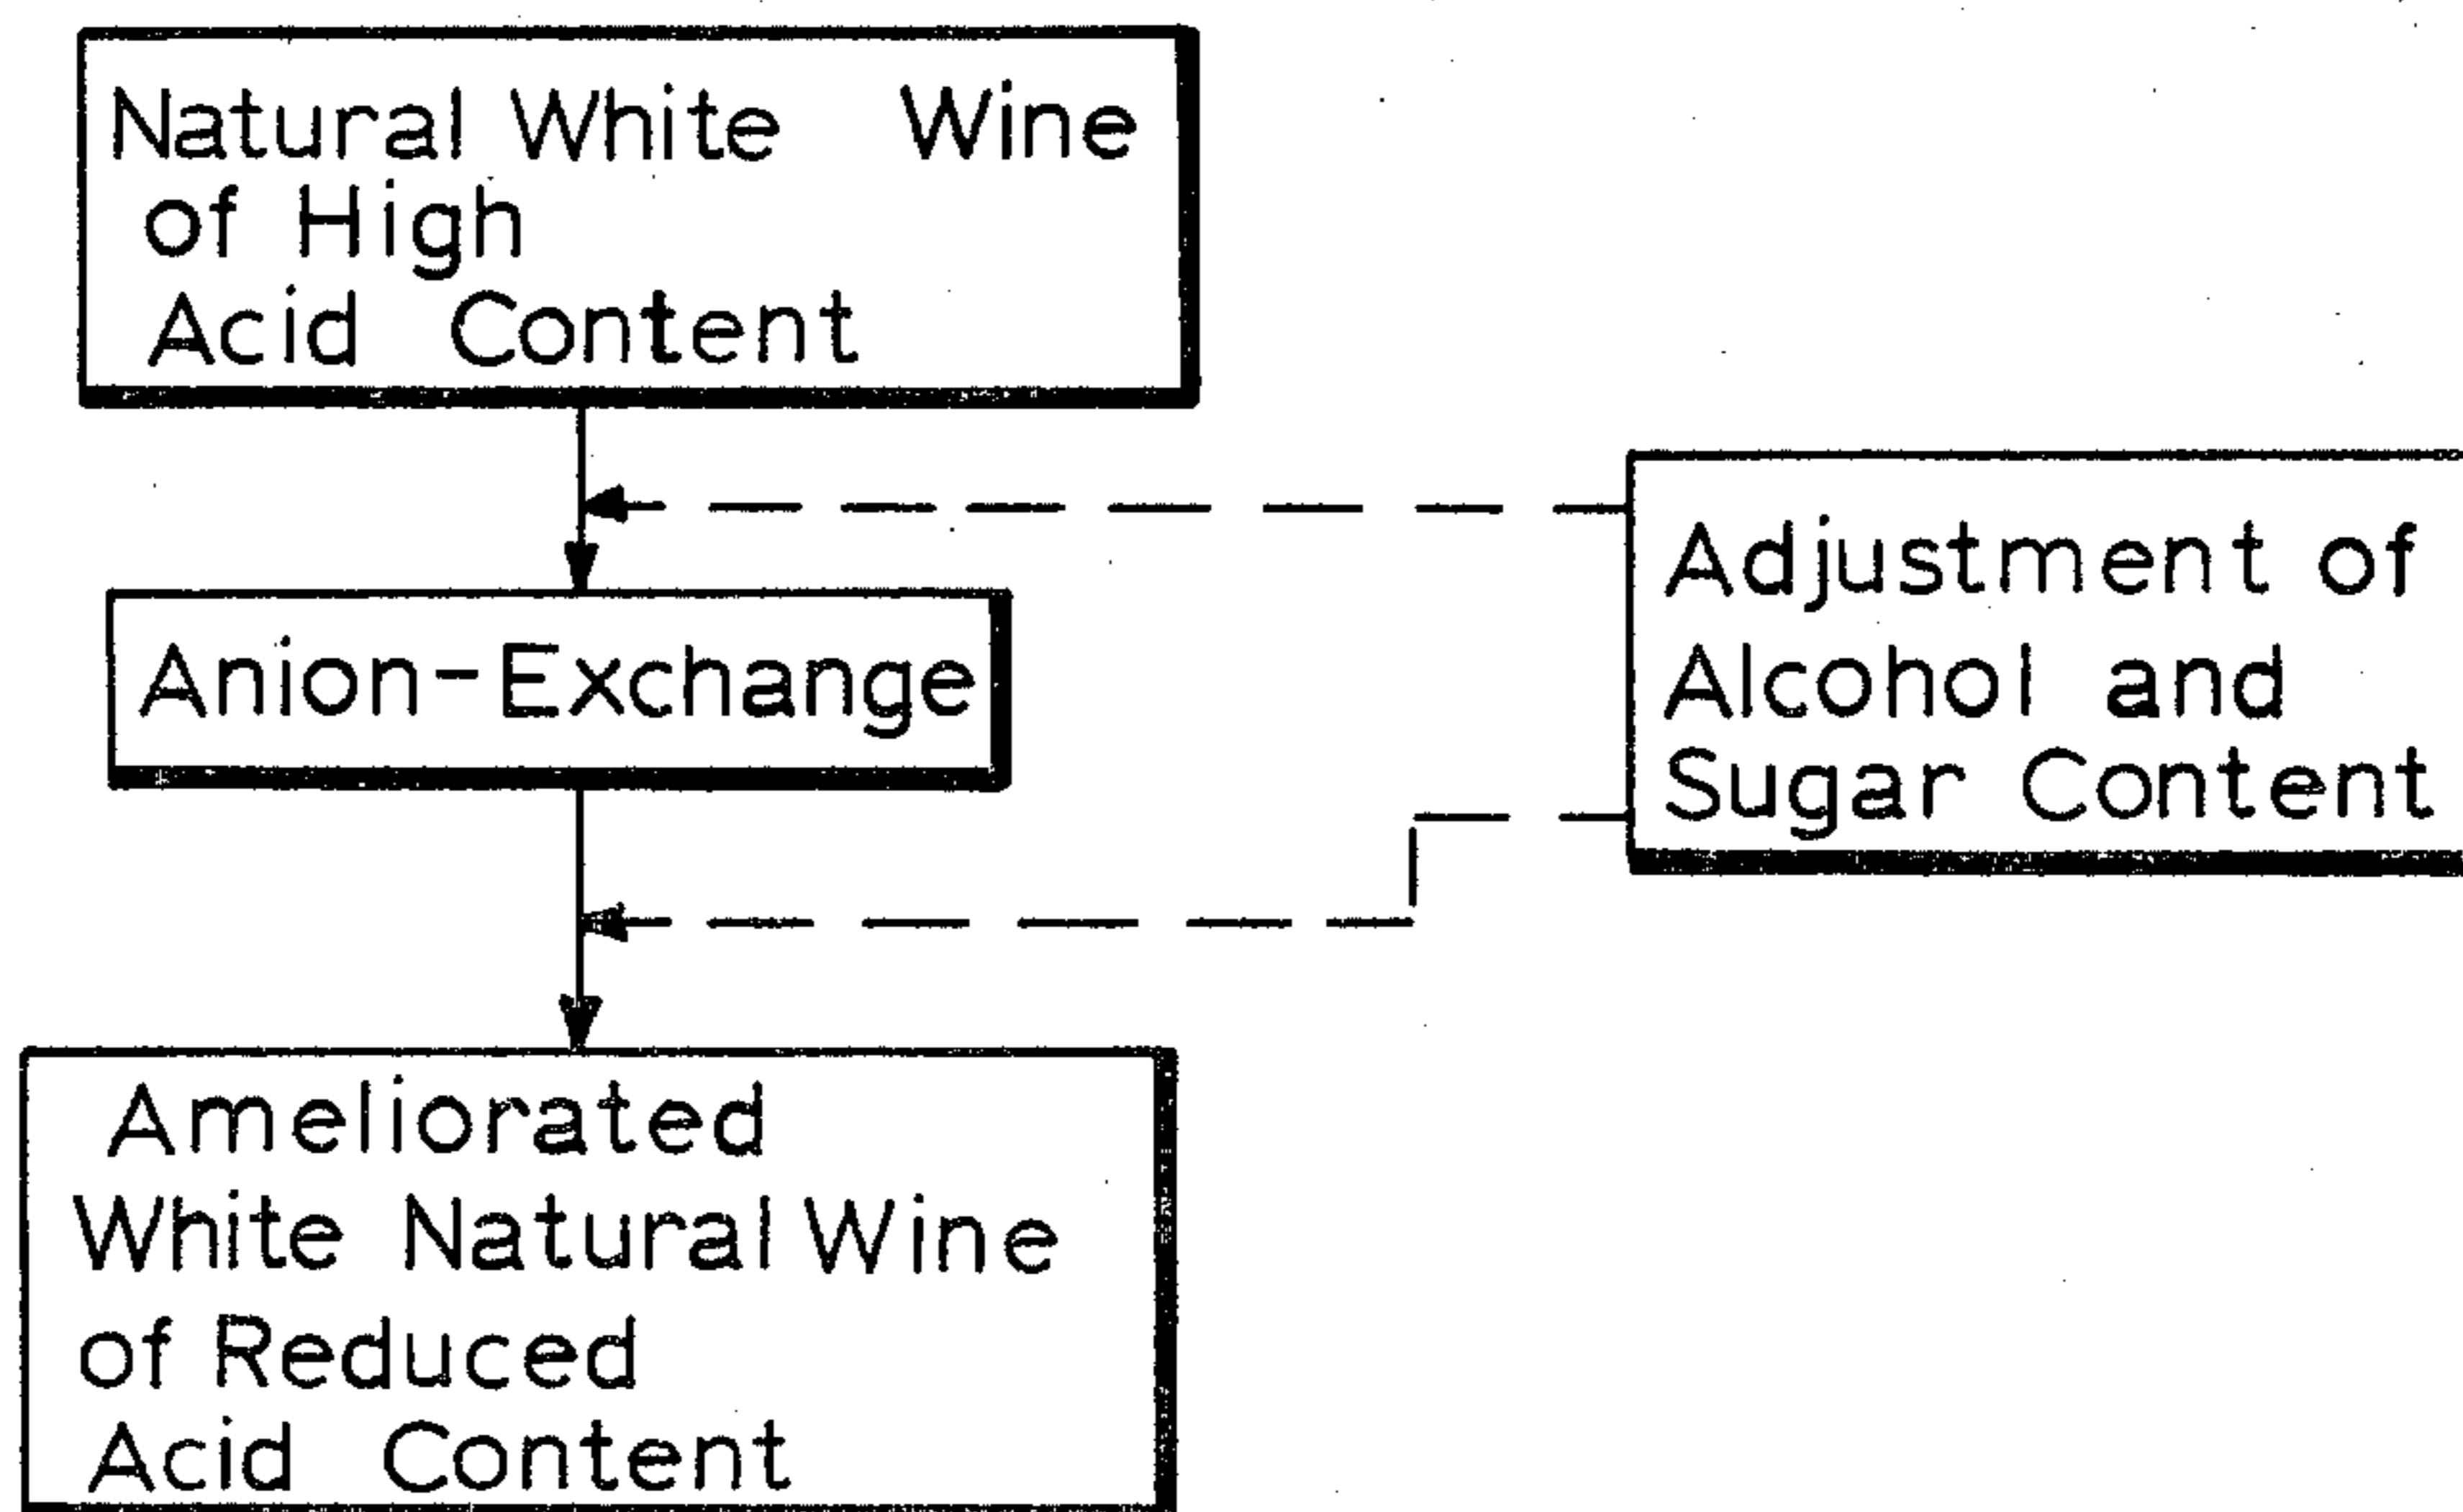 Natural White Wine
of High
Acid Content
Anion-Exchange
Adjustment of
Alcohol and
Sugar Content
Ameliorated
White Natural Wine
of Reduced
Acid Content